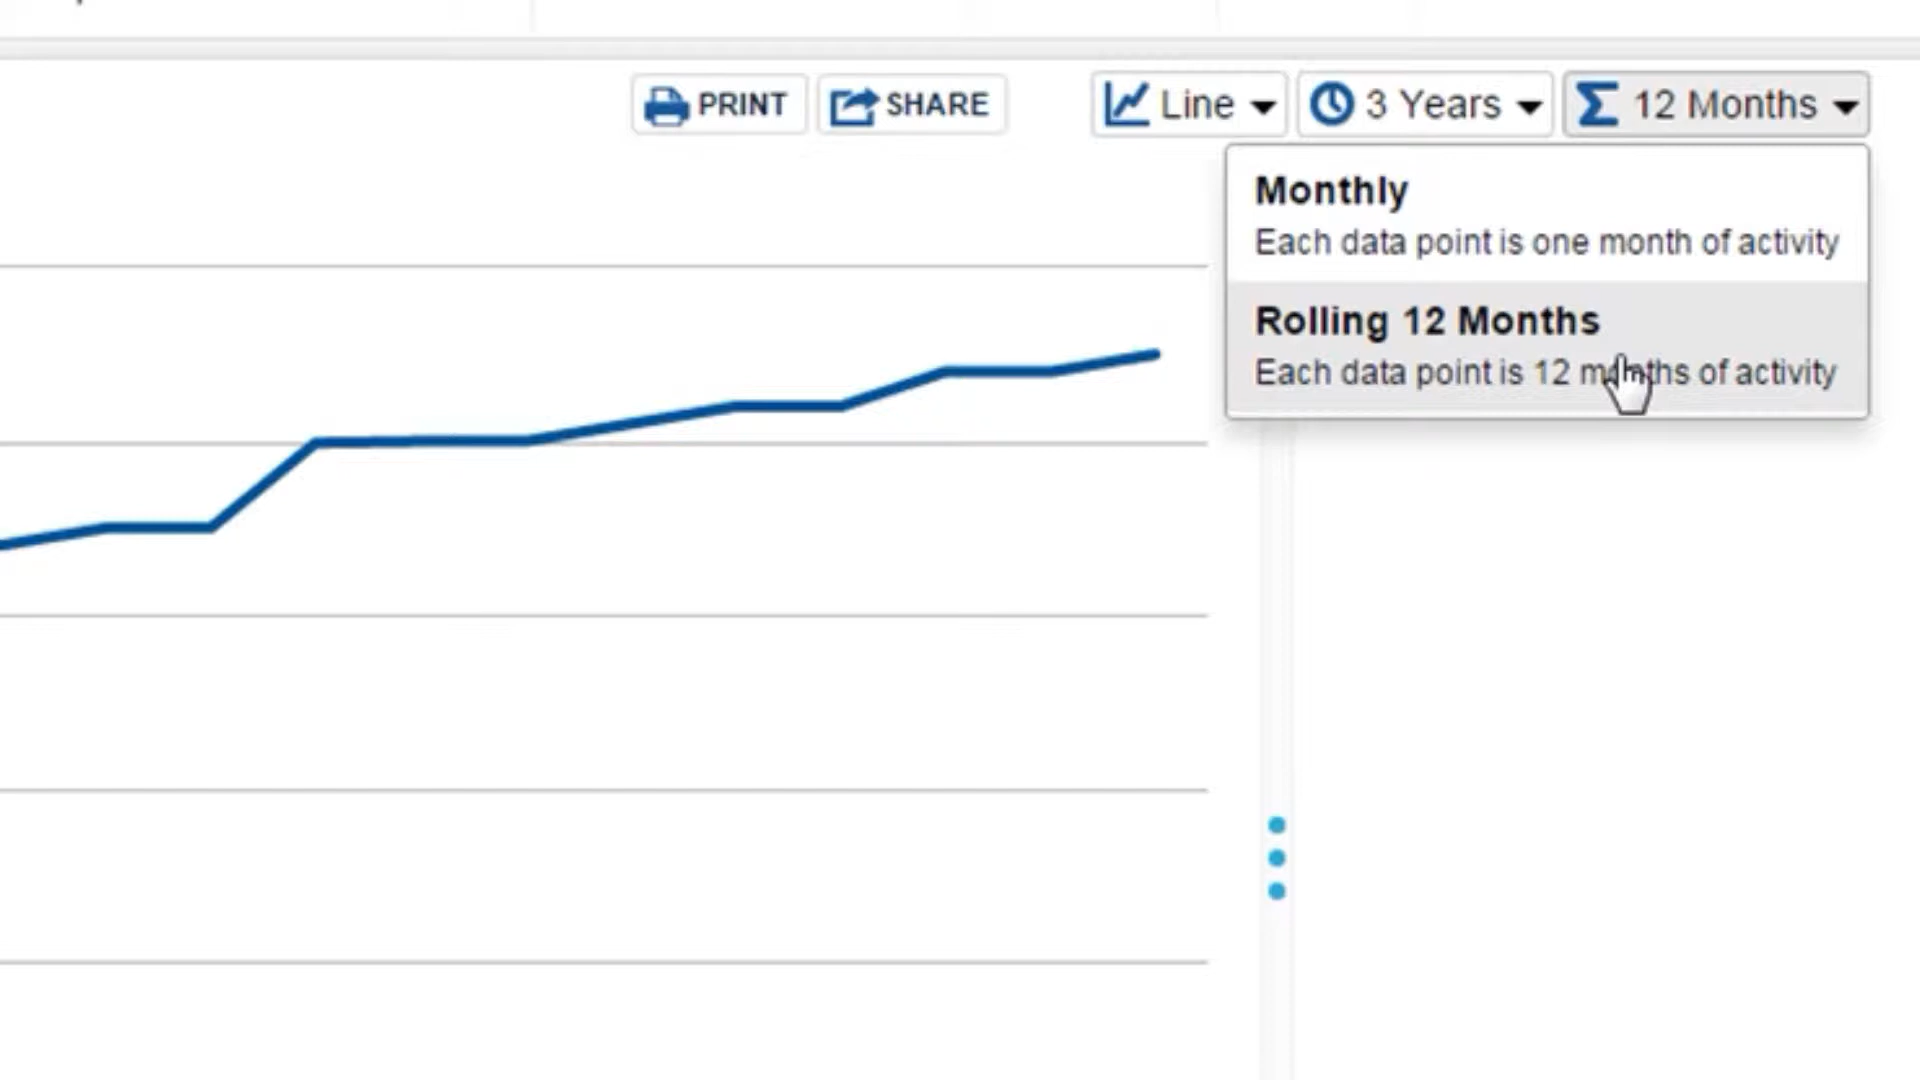 PRINT SHARE Line 3 Years 12 Months
Monthly
Each data point is one month of activity
Rolling 12 Months
Each data point is 12 months of activity